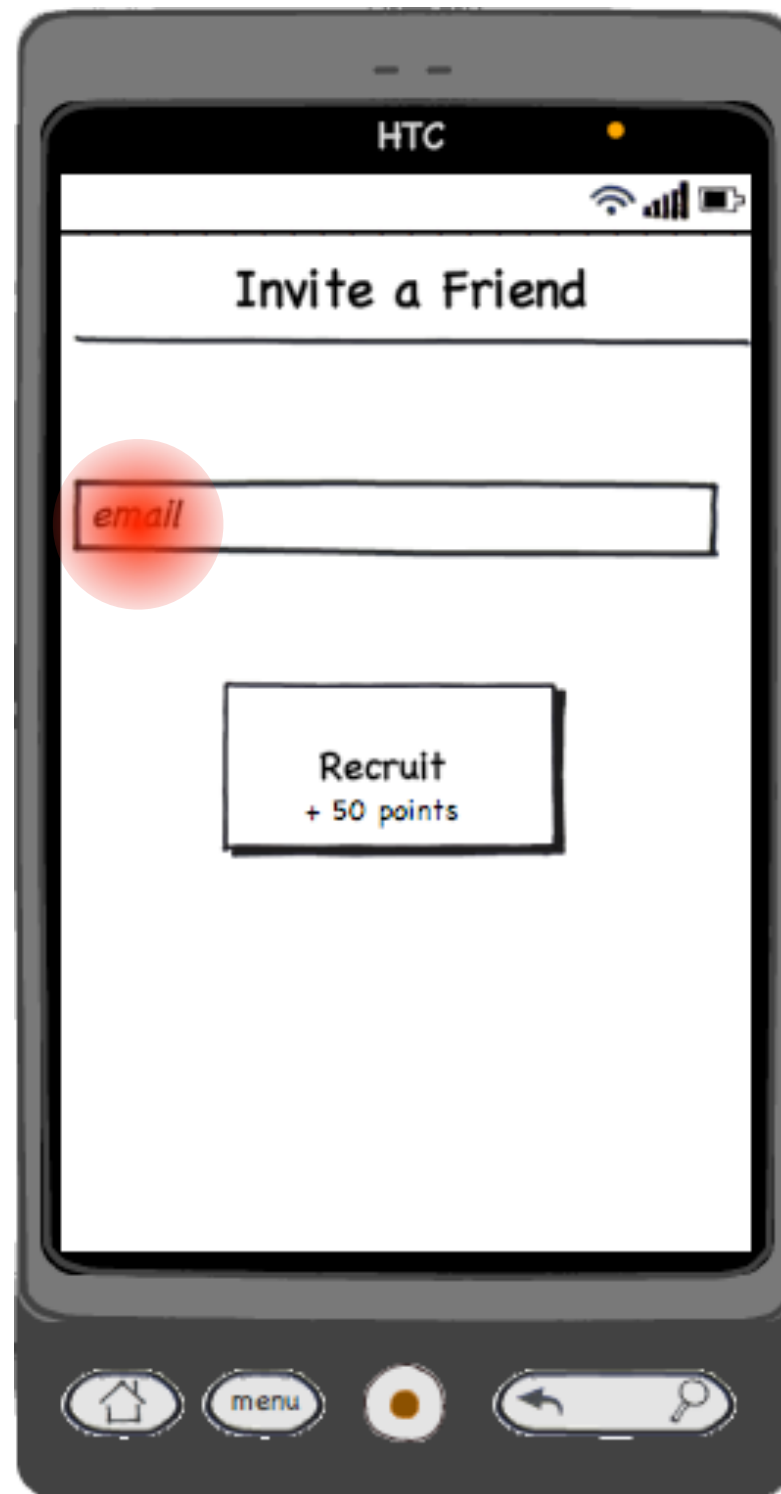 HTC
Invite a Friend
email
Recruit
+ 50 points
menu